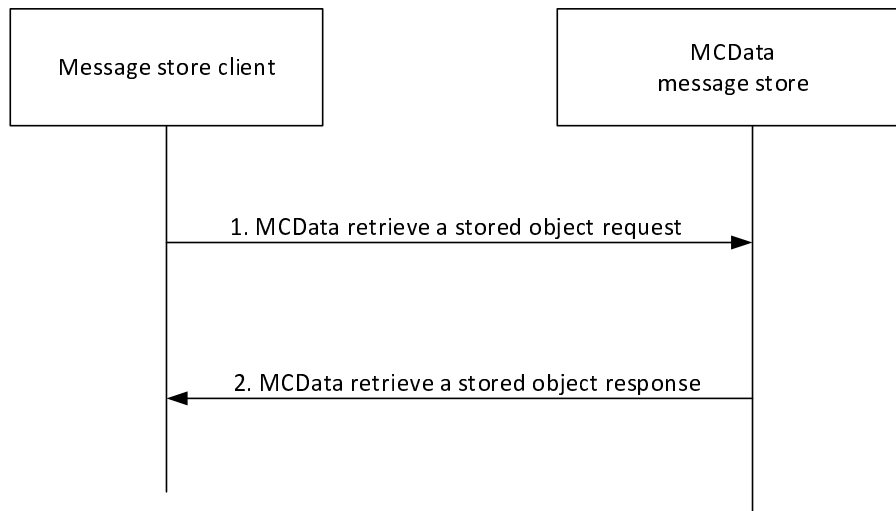 Message store client
MCData
message store
1. MCData retrieve a stored object request
2. MCData retrieve a stored object response